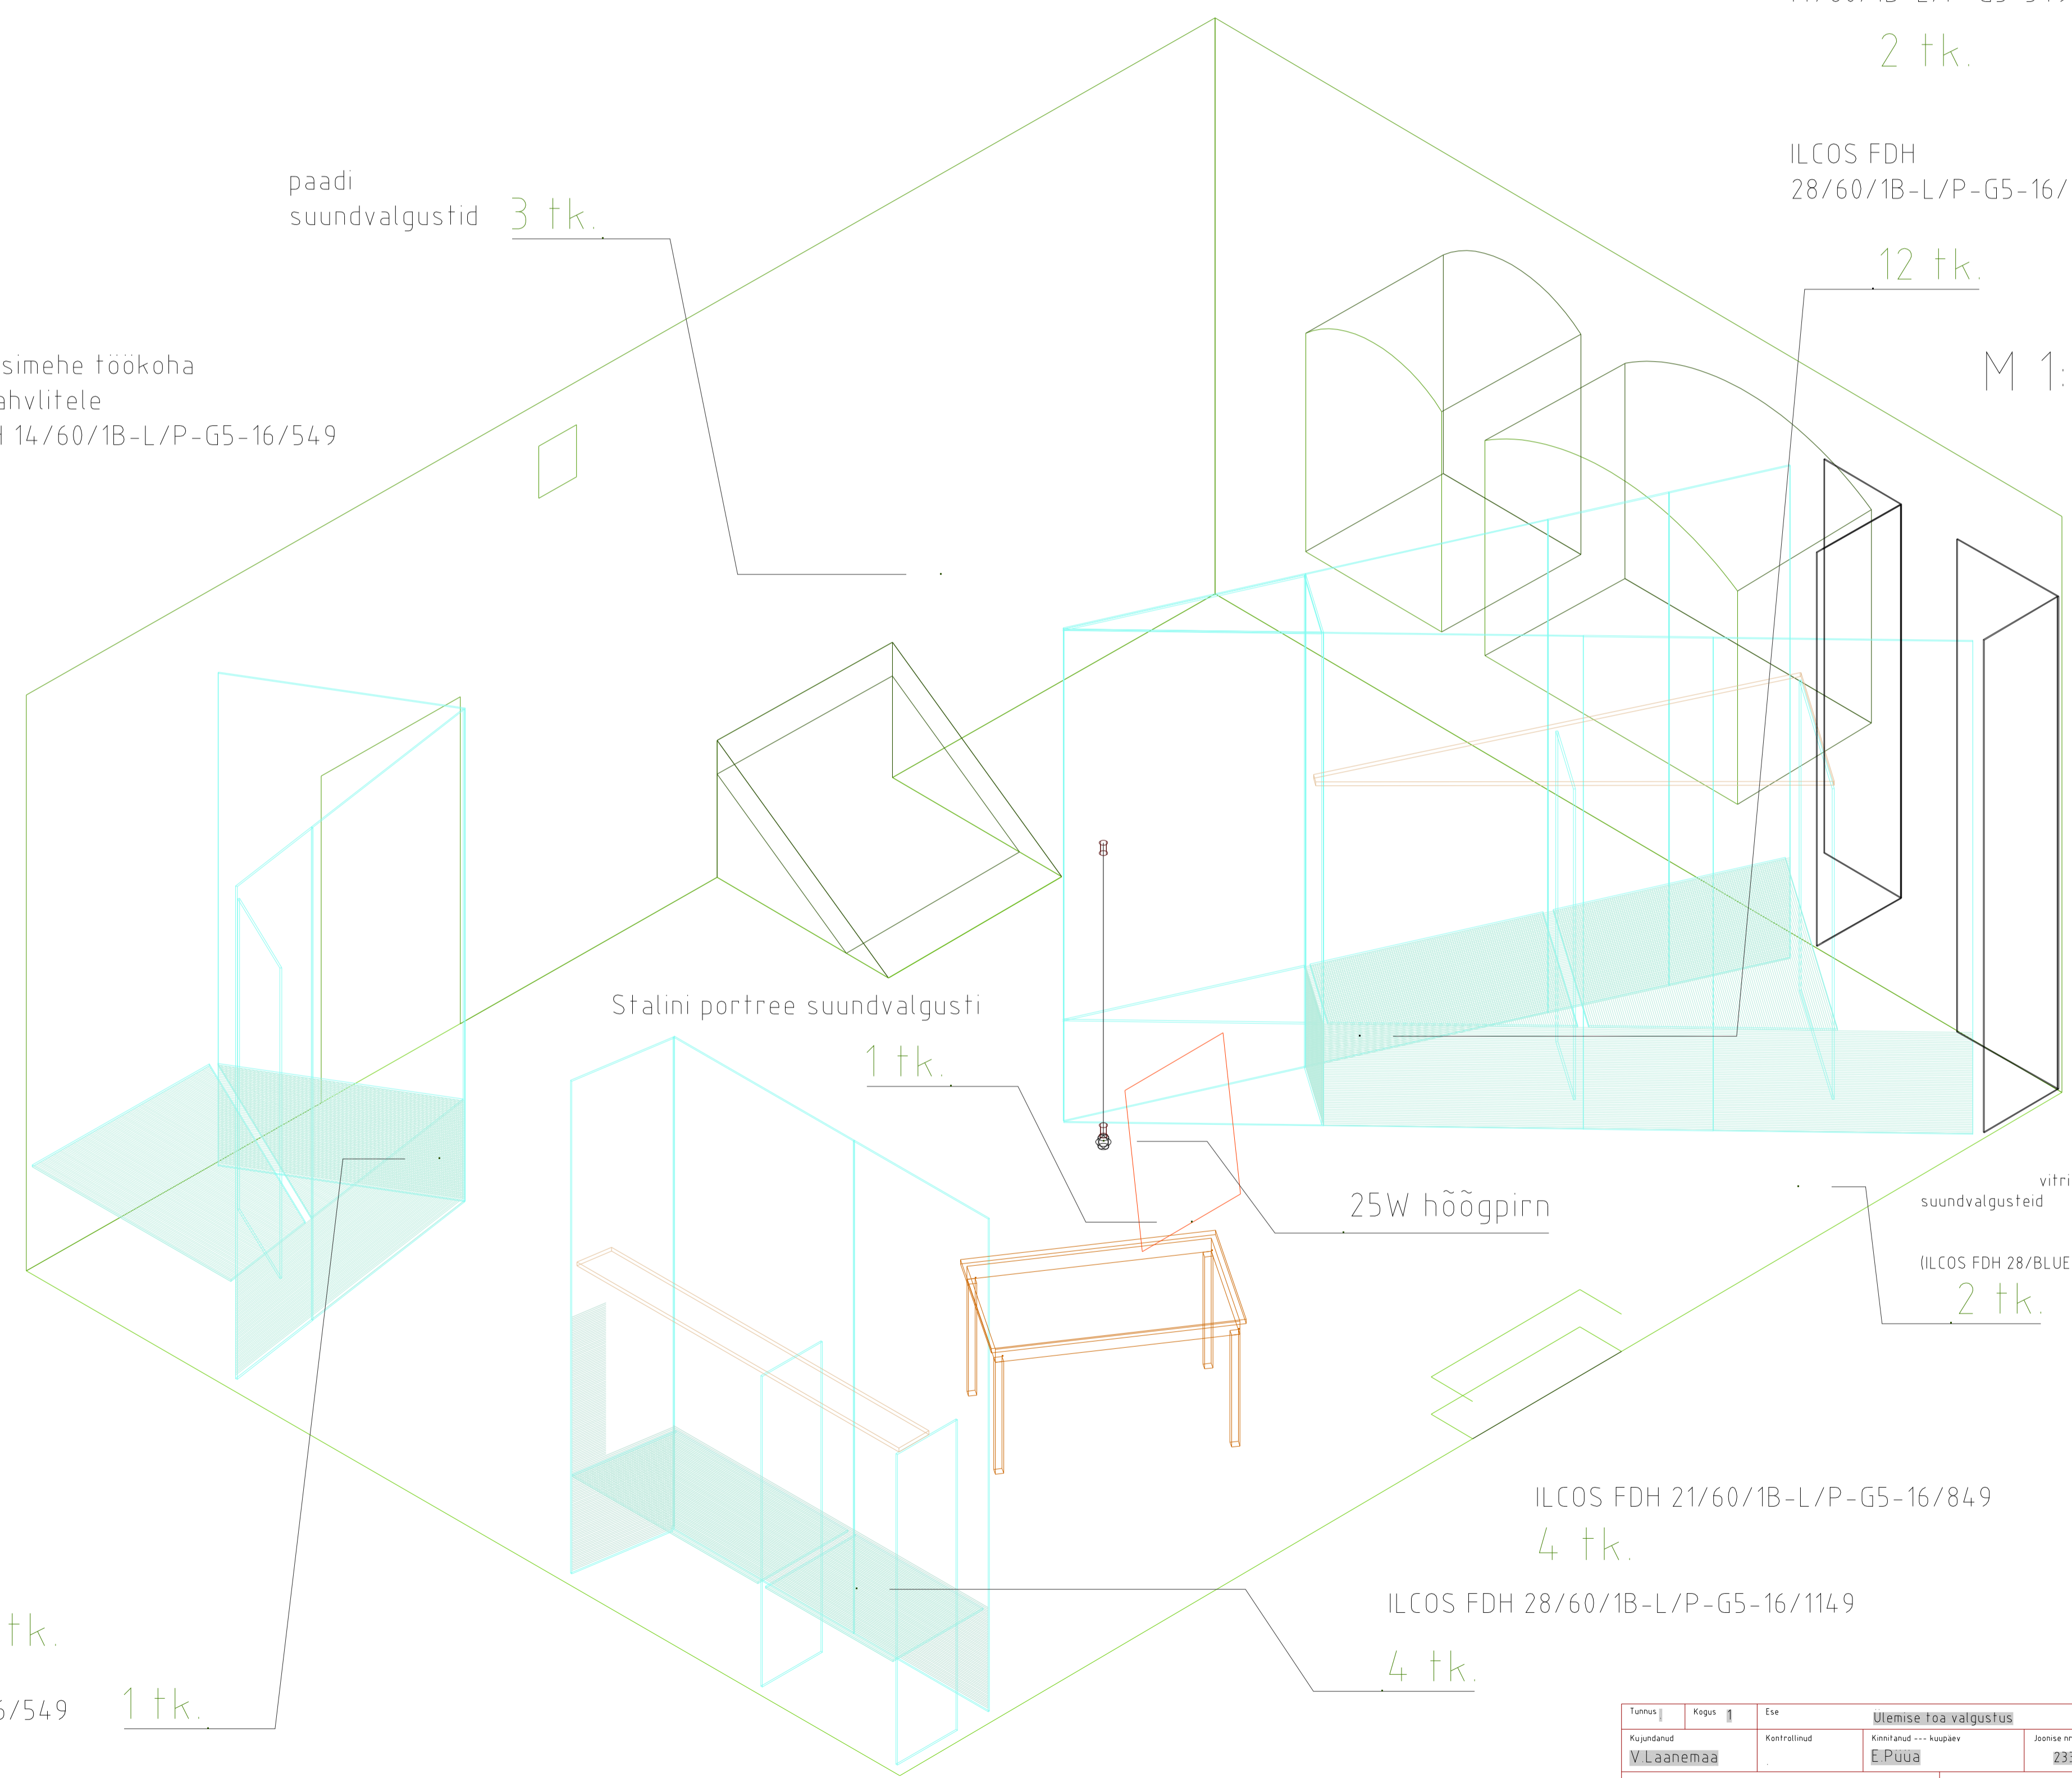 2 tk.
ILCOS FDH
28/60/1B-L/P-G5-16/
12 tk.
M 1:
paadi
suundvalgustid 3 tk.
simehe töökoha
ahvlitele
14/60/1B-L/P-G5-16/549
Stalini portree suundvalgusti
1 tk.
25W hõõgpirn
vitri
suundvalgusteid
(ILCOS FDH 28/BLUE
2 tk.
ILCOS FDH 21/60/1B-L/P-G5-16/849
4 tk.
ILCOS FDH 28/60/1B-L/P-G5-16/1149
4 tk.
tk.
/549 1 tk.
Tunnus Kogus 1 Ese Ülemise toa valgustus
Kujundanud Kontrollinud Kinnitanud --- kuupäev Joonise nr
V.Laanemaa E.Püüa 233